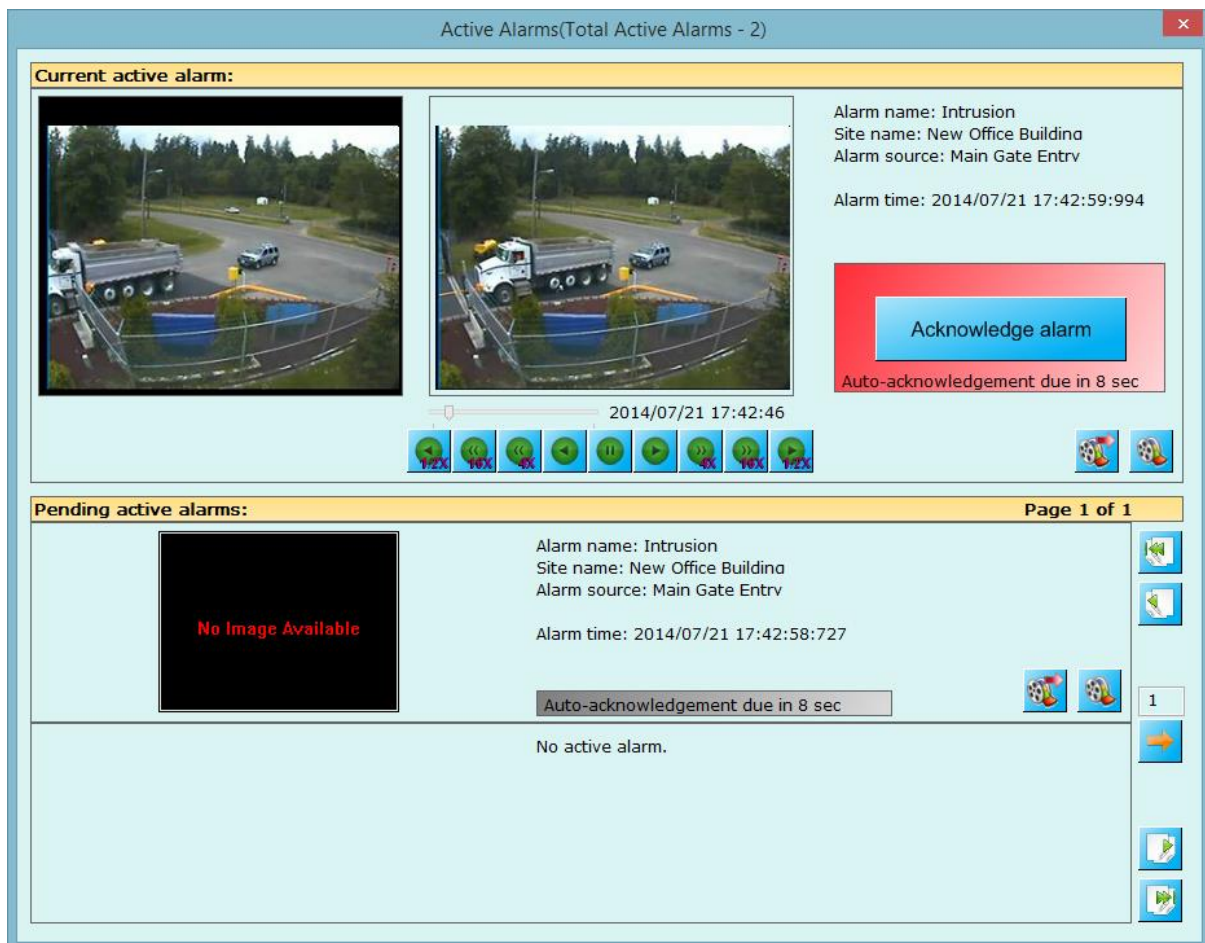 Active Alarms(Total Active Alarms - 2)
Current active alarm:
Alarm name: Intrusion
Site name: New Office Building
Alarm source: Main Gate Entry
Alarm time: 2014/07/21 17:42:59:994
Acknowledge alarm
Auto-acknowledgement due in 8 sec
2014/07/21 17:42:46
1/2X 16X 4X 4X 16X 1/2X
Pending active alarms: Page 1 of 1
Alarm name: Intrusion
Site name: New Office Building
Alarm source: Main Gate Entry
No Image Available
Alarm time: 2014/07/21 17:42:58:727
Auto-acknowledgement due in 8 sec
1
No active alarm.